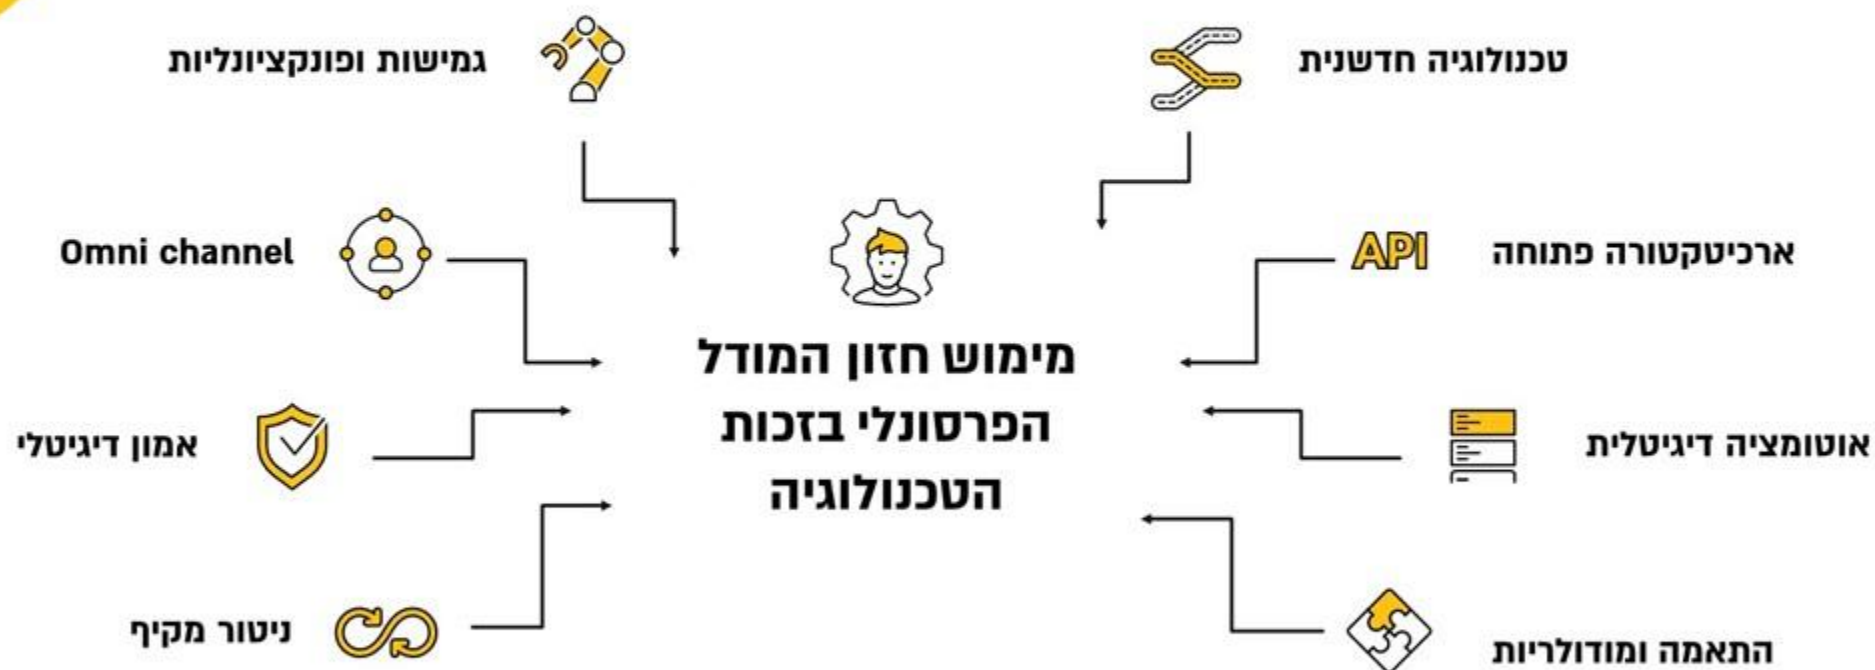 טכנולוגיה חדשנית
גמישות ופונקציונליות
API
ארכיטקטורה פתוחה
Omni channel
מימוש חזון המודל
הפרסונלי בזכות
הטכנולוגיה
אוטומציה דיגיטלית
אמון דיגיטלי
התאמה ומודולריות
ניטור מקיף